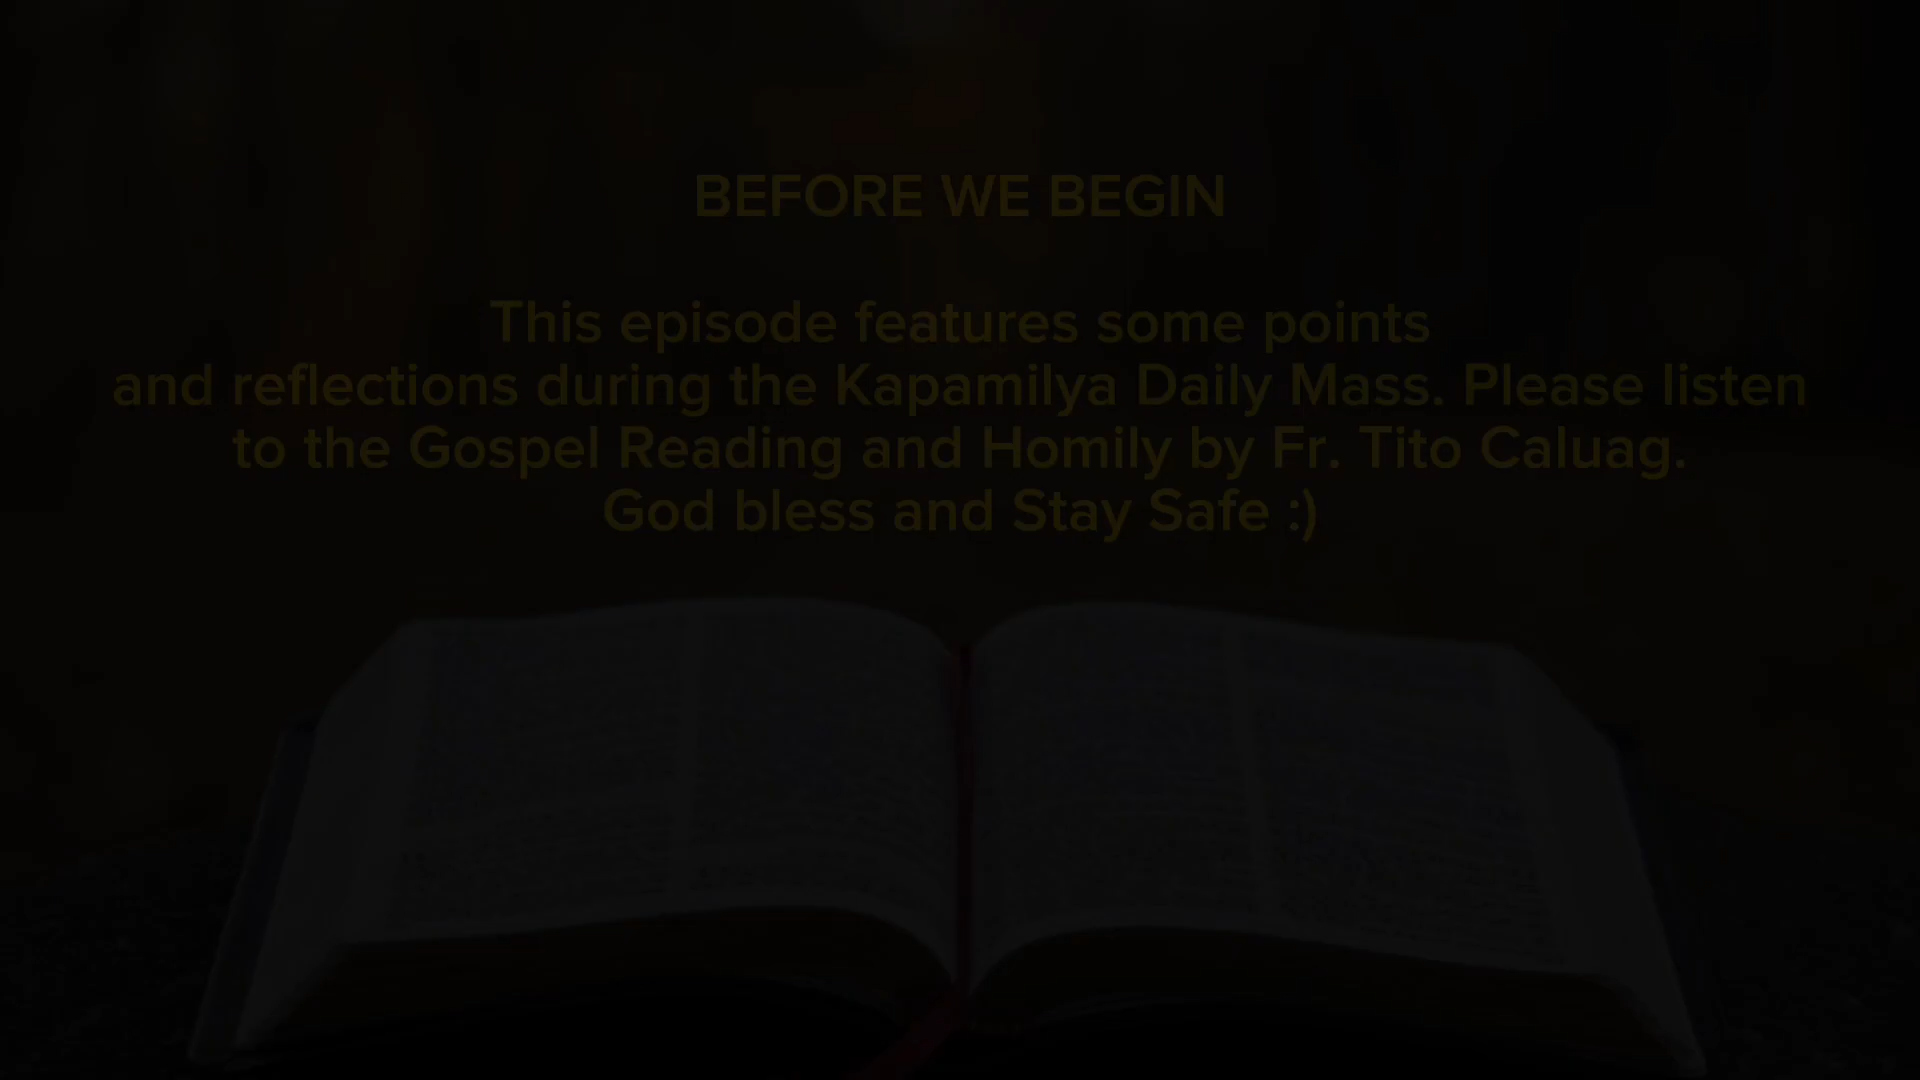 BEFORE WE BEGIN
This episode features some points
and reflections during the Kapamilya Daily Mass. Please listen
to the Gospel Reading and Homily by Fr. Tito Caluag.
God bless and Stay Safe :)